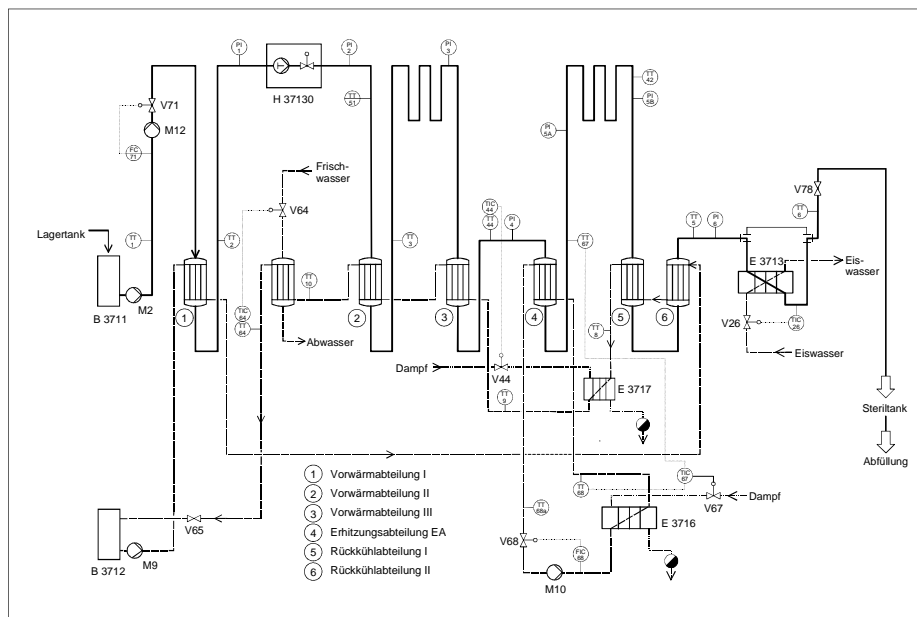 PI
1
PI
2
PI
3
TT
42
PI
5B
TT
51
V71
H 37130
M12
PI
5A
FC
71
Frisch-
wasser
V78
TIC
44
TT
44
PI
4
TT
6
V64
TT
5
PI
6
Lagertank
TT
1
TT
2
TT
3
TT
67
E 3713
Eis-
wasser
TT
10
B 3711
M2
1
2
3
4
5
6
TIC
64
TT
64
V26
TIC
26
TT
8
Abwasser
Eiswasser
Dampf
V44
E 3717
TT
9
Steriltank
Abfüllung
1 Vorwärmabteilung I
2 Vorwärmabteilung II
3 Vorwärmabteilung III
4 Erhitzungsabteilung EA
5 Rückkühlabteilung I
6 Rückkühlabteilung II
TIC
67
TT
68
Dampf
V67
TT
68a
V65
E 3716
V68
FIC
68
B 3712
M9
M10